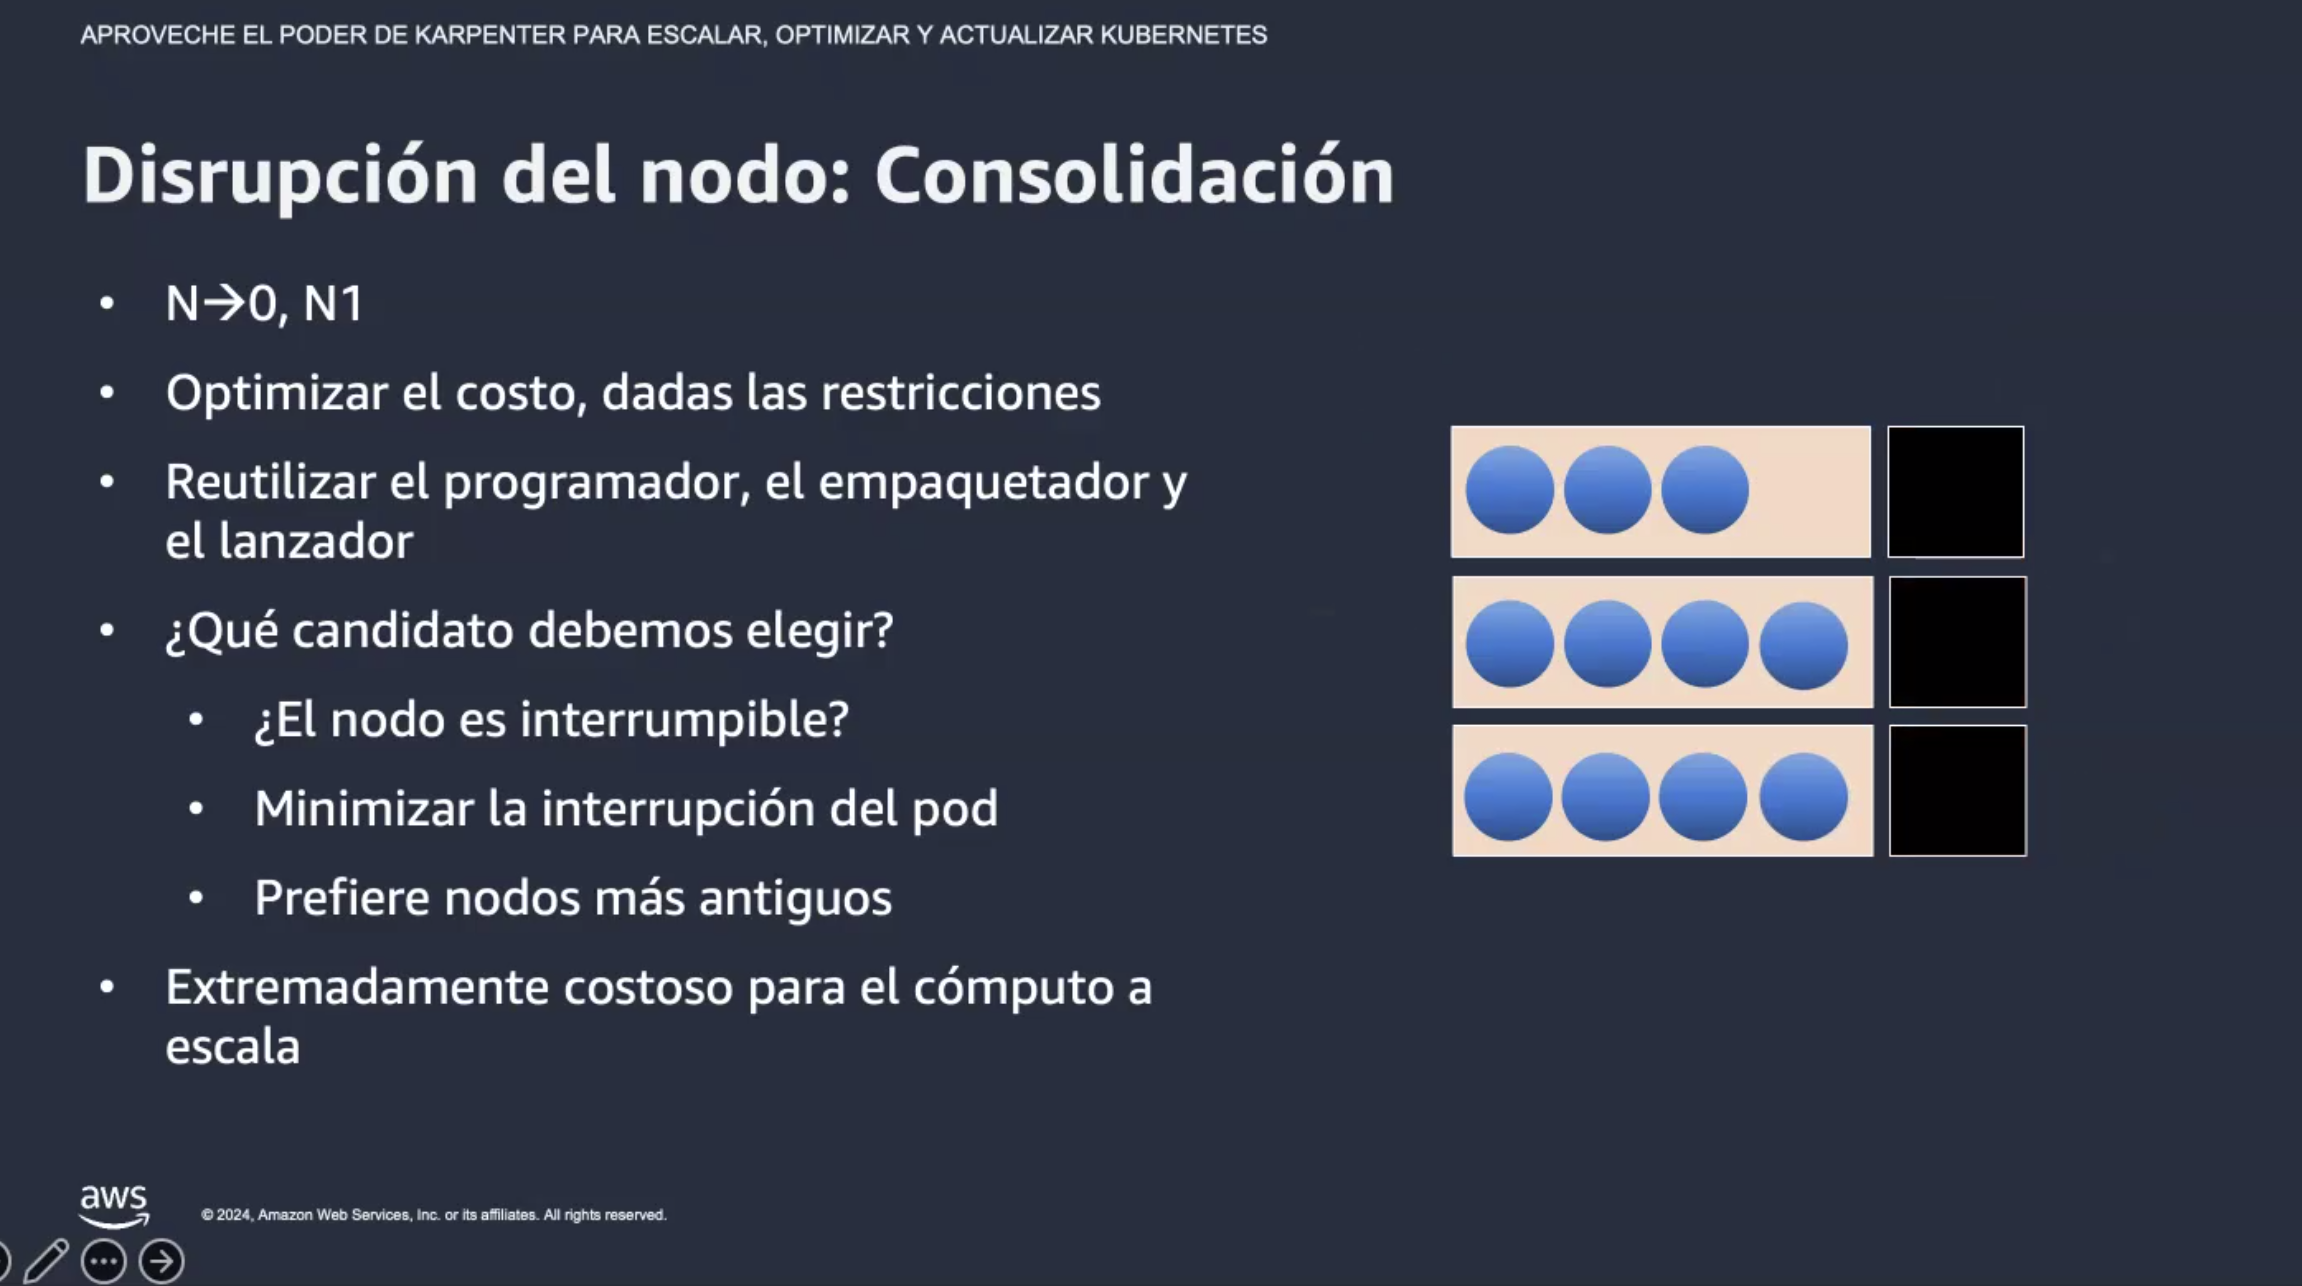 APROVECHE EL PODER DE KARPENTER PARA ESCALAR, OPTIMIZAR Y ACTUALIZAR KUBERNETES
Disrupción del nodo: Consolidación
• N→0, N1
• Optimizar el costo, dadas las restricciones
• Reutilizar el programador, el empaquetador y
el lanzador
• ¿Qué candidato debemos elegir?
• ¿El nodo es interrumpible?
• Minimizar la interrupción del pod
• Prefiere nodos más antiguos
• Extremadamente costoso para el cómputo a
escala
aws
© 2024, Amazon Web Services, Inc. or its affiliates. All rights reserved.